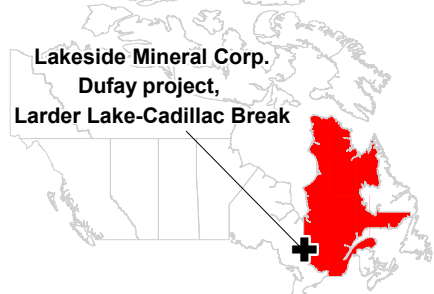 Lakeside Mineral Corp.
Dufay project,
Larder Lake-Cadillac Break